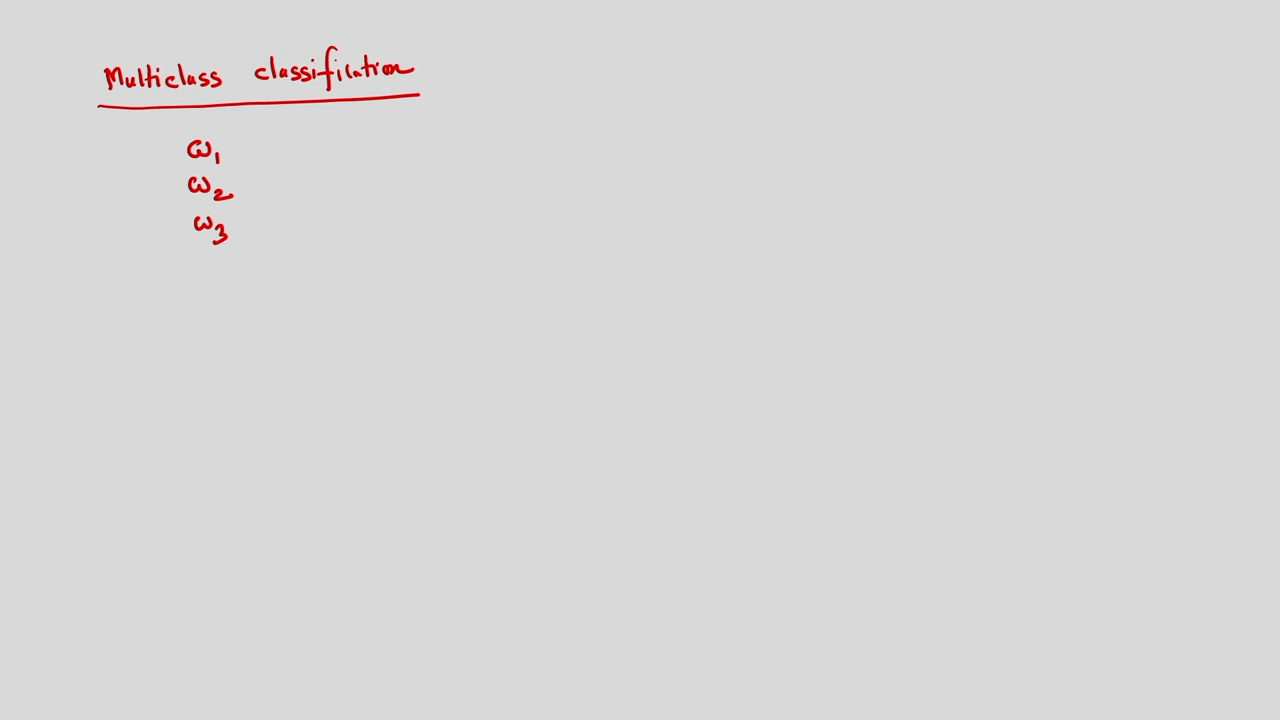 Multiclass classification
ω₁
ω₂
ω₃